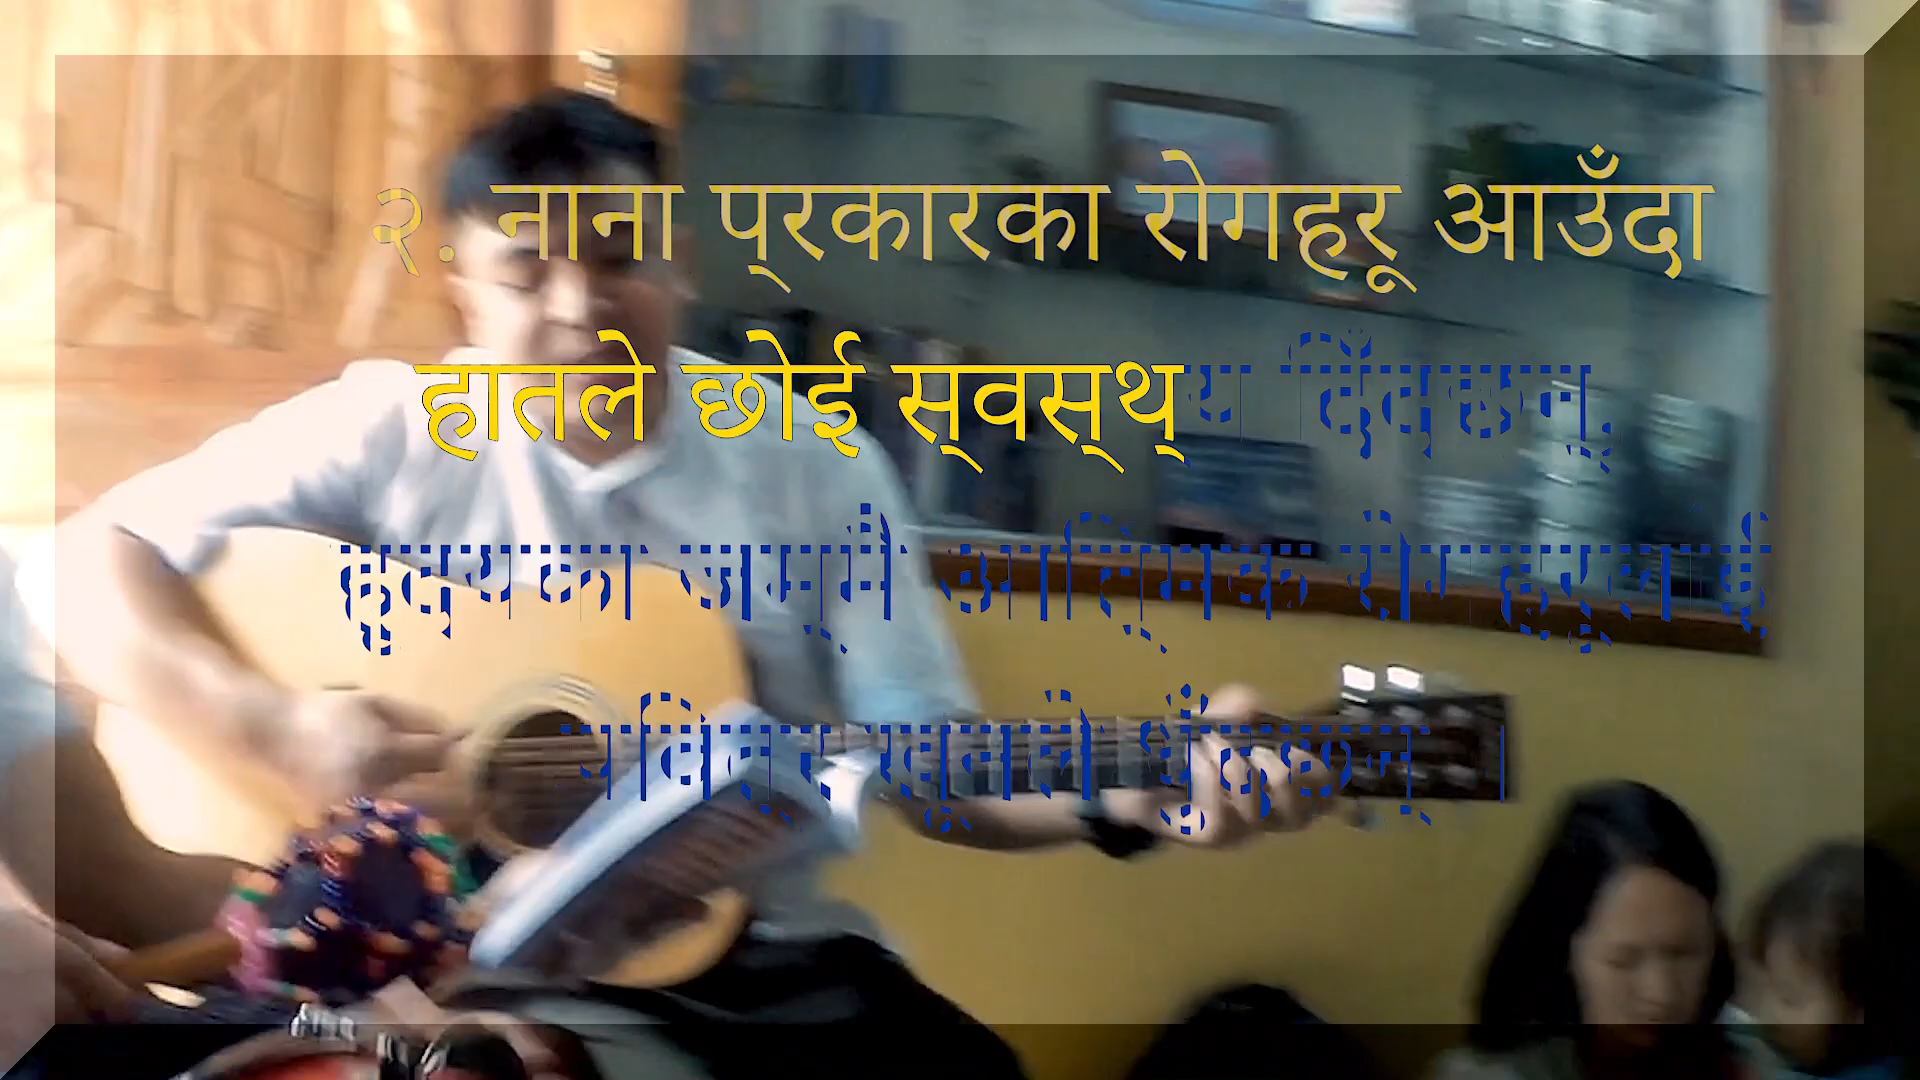 २. नाना प्रकारका रोगहरू आउँदा
हातले छोई स्वस्थ्य दिँदछन्,
हृदयका जम्मै आत्मिक रोगहरूलाई
पवित्र खूनले धुँदछन् ।